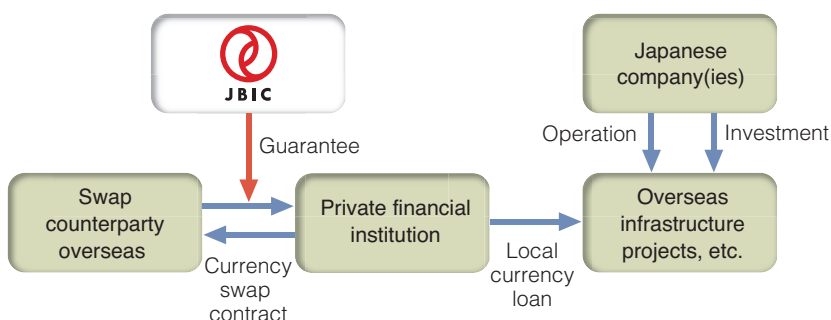 JBIC
Japanese
company(ies)
Guarantee
Operation
Investment
Swap
counterparty
overseas
Private financial
institution
Overseas
infrastructure
projects, etc.
Currency
swap
contract
Local
currency
loan